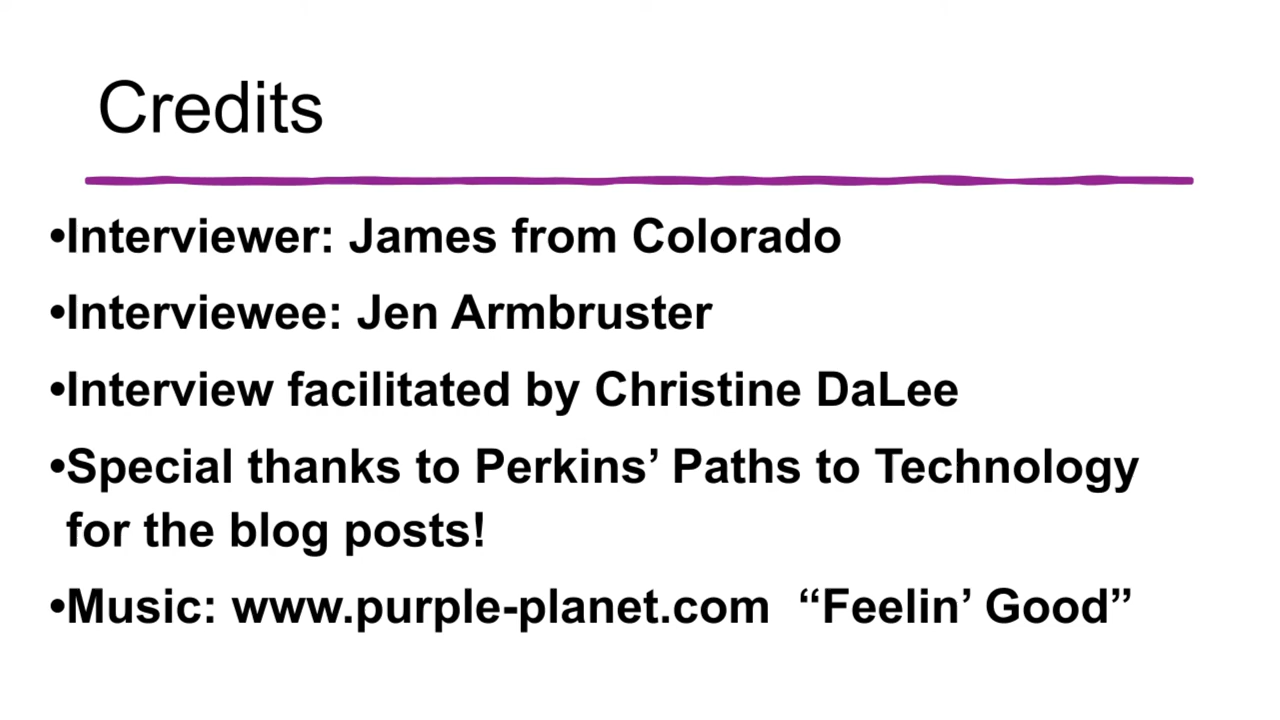 Credits
•Interviewer: James from Colorado
•Interviewee: Jen Armbruster
•Interview facilitated by Christine DaLee
•Special thanks to Perkins’ Paths to Technology
for the blog posts!
•Music: www.purple-planet.com “Feelin’ Good”